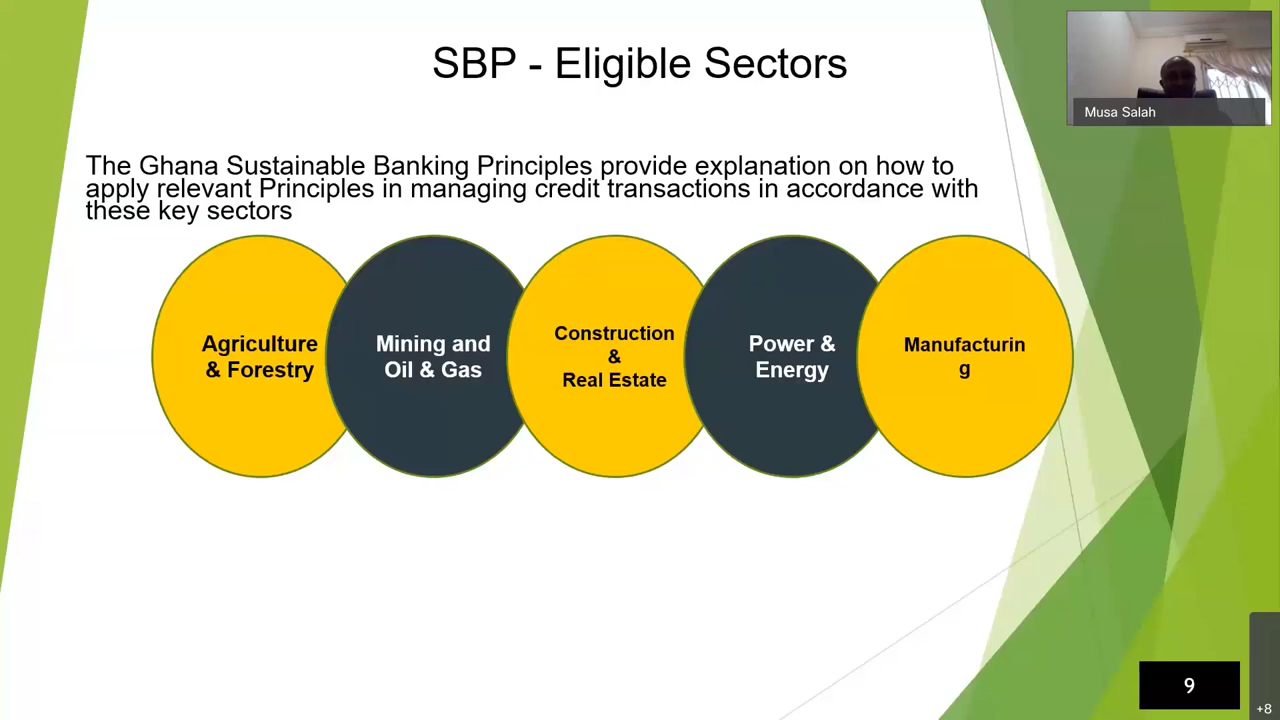 SBP - Eligible Sectors
Musa Salah
The Ghana Sustainable Banking Principles provide explanation on how to
apply relevant Principles in managing credit transactions in accordance with
these key sectors
Agriculture
& Forestry
Mining and
Oil & Gas
Construction
&
Real Estate
Power &
Energy
Manufacturin
g
9
+8